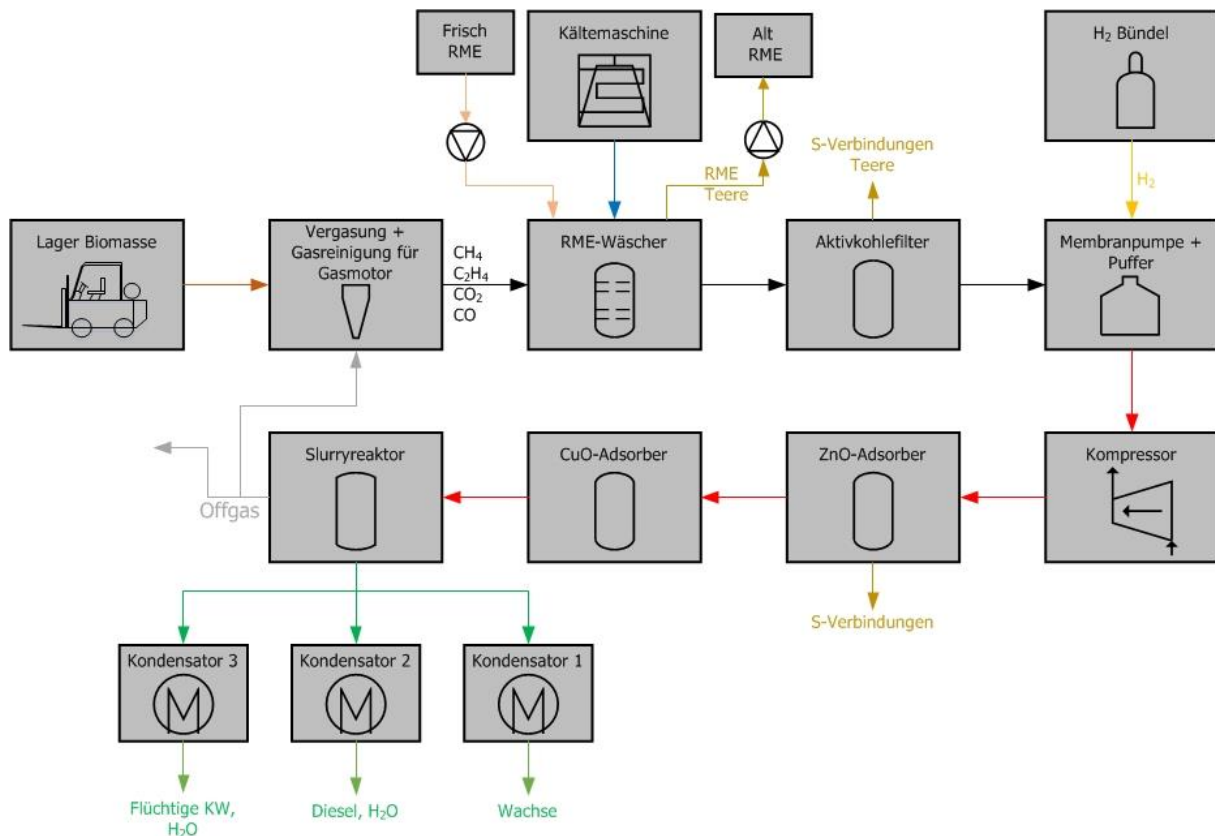 Frisch
RME
Kältemaschine
Alt
RME
H₂ Bündel
S-Verbindungen
Teere
RME
Teere
H₂
Lager Biomasse
Vergasung +
Gasreinigung für
Gasmotor
CH₄
C₂H₄
CO₂
CO
RME-Wäscher
Aktivkohlefilter
Membranpumpe +
Puffer
Slurryreaktor
CuO-Adsorber
ZnO-Adsorber
Kompressor
Offgas
S-Verbindungen
Kondensator 3
Kondensator 2
Kondensator 1
Flüchtige KW,
H₂O
Diesel, H₂O
Wachse